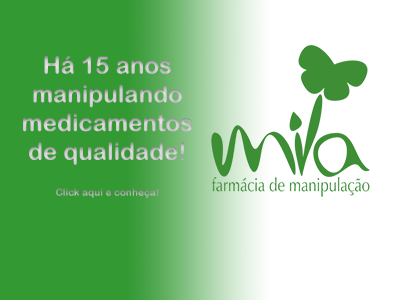 Há 15 anos
manipulando
medicamentos
de qualidade!
Click aqui e conheça!
mila
farmácia de manipulação